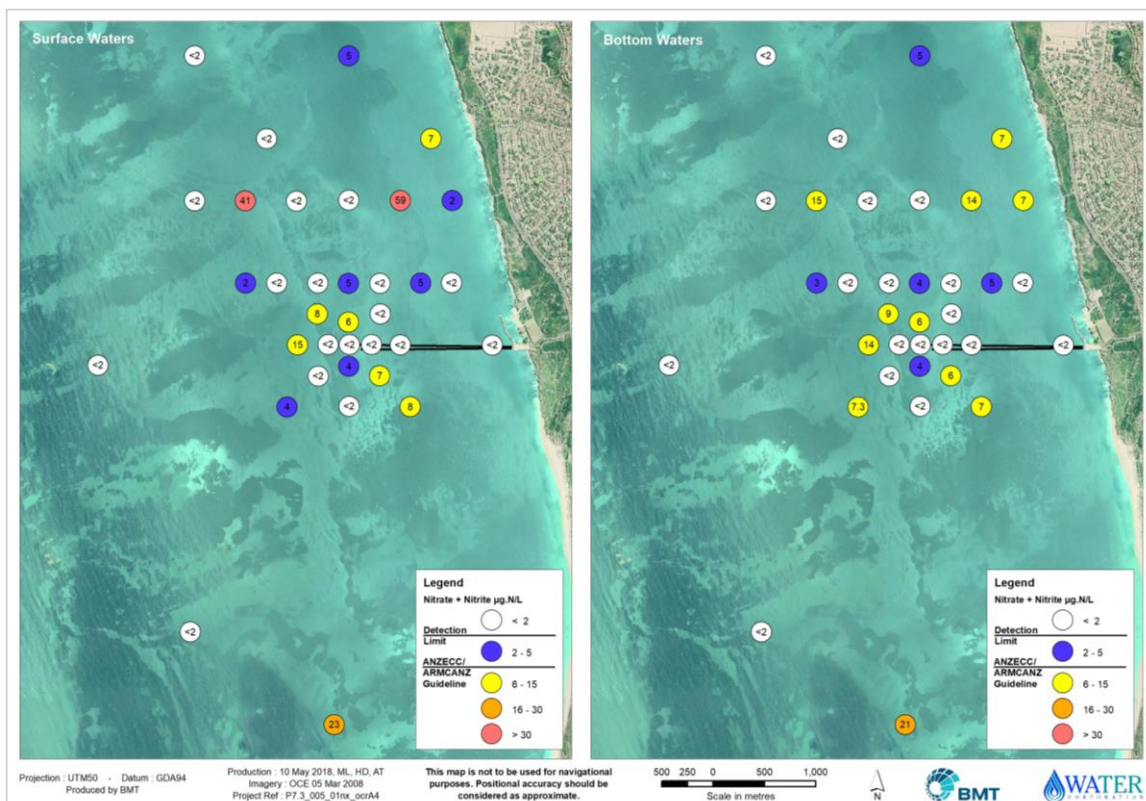 Surface Waters
<2
5
<2
7
<2
41
<2
<2
59
2
2
<2
<2
5
<2
5
<2
8
6
<2
15
<2
<2
<2
<2
<2
<2
4
<2
7
4
<2
8
<2
23
Legend
Nitrate + Nitrite µg.N/L
< 2
Detection
Limit
2 - 5
ANZECC/
ARMCANZ
Guideline
6 - 15
16 - 30
> 30
Bottom Waters
<2
5
<2
7
<2
15
<2
<2
14
7
3
<2
<2
4
<2
5
<2
9
6
<2
14
<2
<2
<2
<2
<2
<2
4
<2
6
7.3
<2
7
<2
21
Legend
Nitrate + Nitrite µg.N/L
< 2
Detection
Limit
2 - 5
ANZECC/
ARMCANZ
Guideline
6 - 15
16 - 30
> 30
Projection : UTM50 - Datum : GDA94
Produced by BMT
Production : 10 May 2018, ML, HD, AT
Imagery : OCE 05 Mar 2008
Project Ref : P7.3_005_01nx_ocrA4
This map is not to be used for navigational
purposes. Positional accuracy should be
considered as approximate.
500 250 0 500 1,000
Scale in metres
N
BMT
WATER
CORPORATION